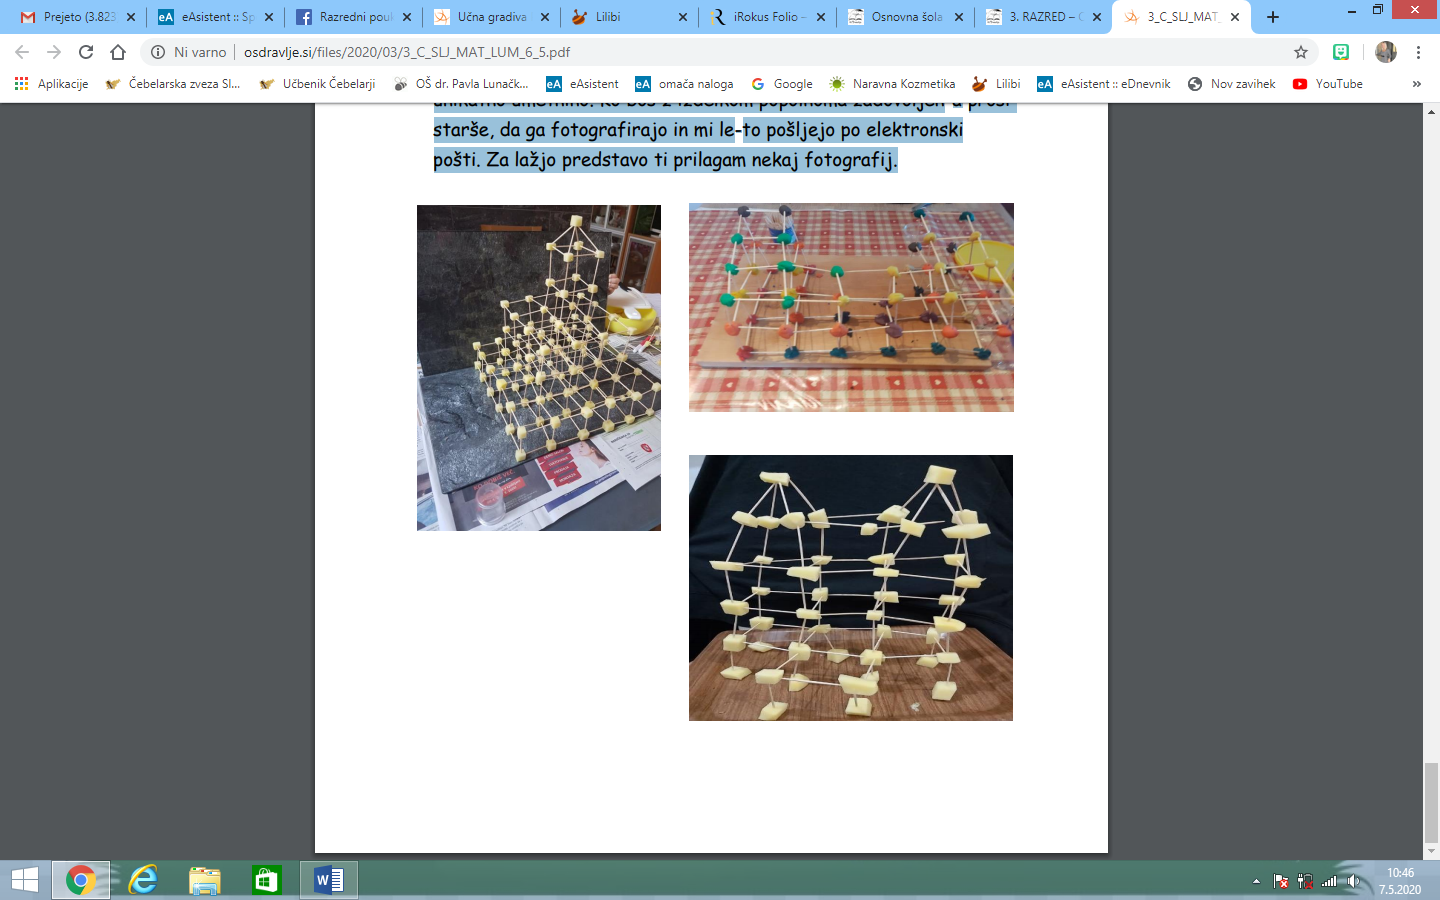 Prejeto (3.823
eAsistent :: Sp
Razredni pouk
Učna gradiva
Lilibi
iRokus Folio –
Osnovna šola
3. RAZRED – O
3_C_SLJ_MAT_
Ni varno
osdravlje.si/files/2020/03/3_C_SLJ_MAT_LUM_6_5.pdf
Aplikacije
Čebelarska zveza Sl...
Učbenik Čebelarji
OŠ dr. Pavla Lunačk...
eAsistent
omača naloga
Google
Naravna Kozmetika
Lilibi
eAsistent :: eDnevnik
Nov zavihek
YouTube
»
starše, da ga fotografirajo in mi le-to pošljejo po elektronski
pošti. Za lažjo predstavo ti prilagam nekaj fotografij.
10:46
7.5.2020